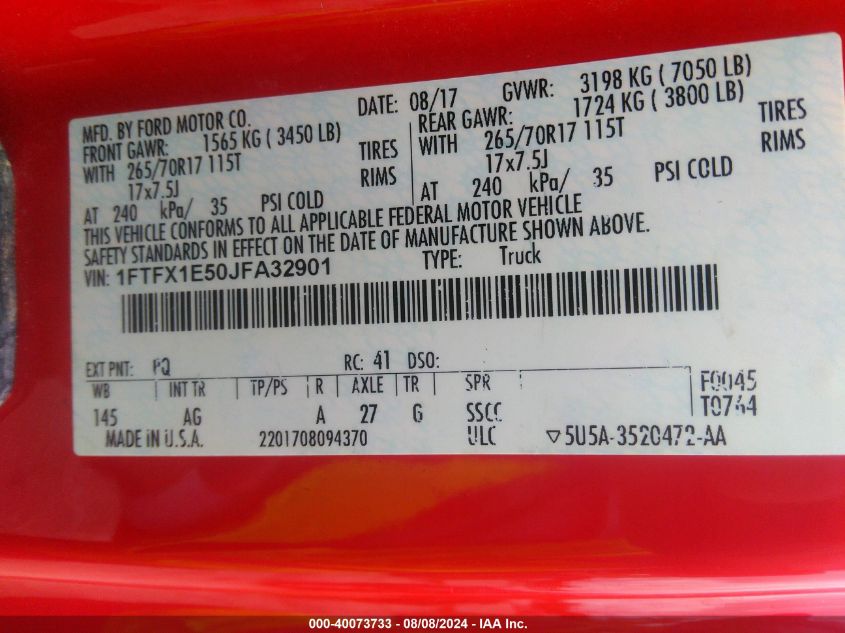 MFD. BY FORD MOTOR CO.
DATE: 08/17 GVWR: 3198 KG ( 7050 LB)
FRONT GAWR: 1565 KG ( 3450 LB)
REAR GAWR: 1724 KG ( 3800 LB)
WITH 265/70R17 115T TIRES
WITH 265/70R17 115T TIRES
17x7.5J RIMS
17x7.5J RIMS
AT 240 kPa/ 35 PSI COLD
AT 240 kPa/ 35 PSI COLD
THIS VEHICLE CONFORMS TO ALL APPLICABLE FEDERAL MOTOR VEHICLE
SAFETY STANDARDS IN EFFECT ON THE DATE OF MANUFACTURE SHOWN ABOVE.
VIN: 1FTFX1E50JFA32901 TYPE: Truck
EXT PNT: PQ RC: 41 DSO:
WB INT TR TP/PS R AXLE TR SPR F0045
145 AG A 27 G SSCC T0764
MADE IN U.S.A. 2201708094370 ULC ▽5U5A-3520472-AA
000-40073733 - 08/08/2024 - IAA Inc.